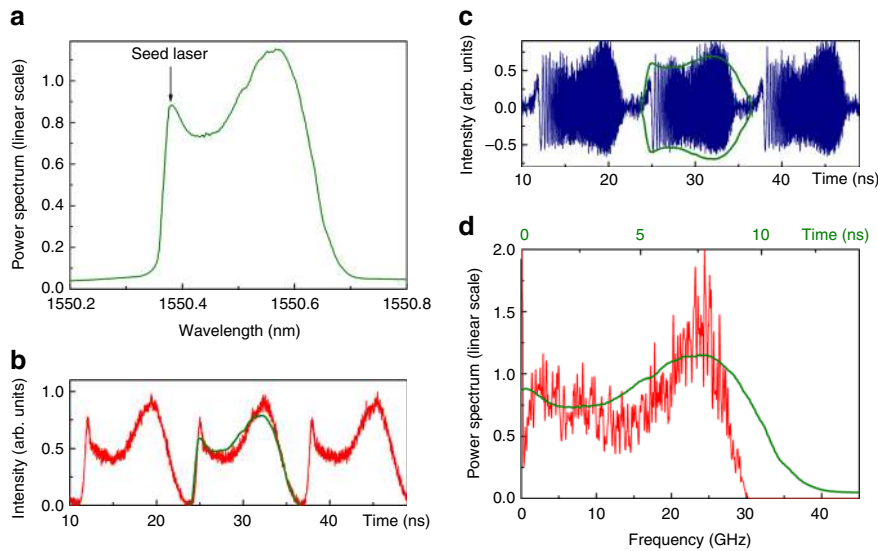 a
Power spectrum (linear scale)
1.0
0.8
0.6
0.4
0.2
0.0
Seed laser
1550.2 1550.4 1550.6 1550.8
Wavelength (nm)
b
Intensity (arb. units)
1.0
0.5
0.0
10 20 30 40 Time (ns)
c
Intensity (arb. units)
0.5
0.0
−0.5
10 20 30 40 Time (ns)
d
0 5 10 Time (ns)
Power spectrum (linear scale)
2.0
1.5
1.0
0.5
0.0
0 10 20 30 40
Frequency (GHz)